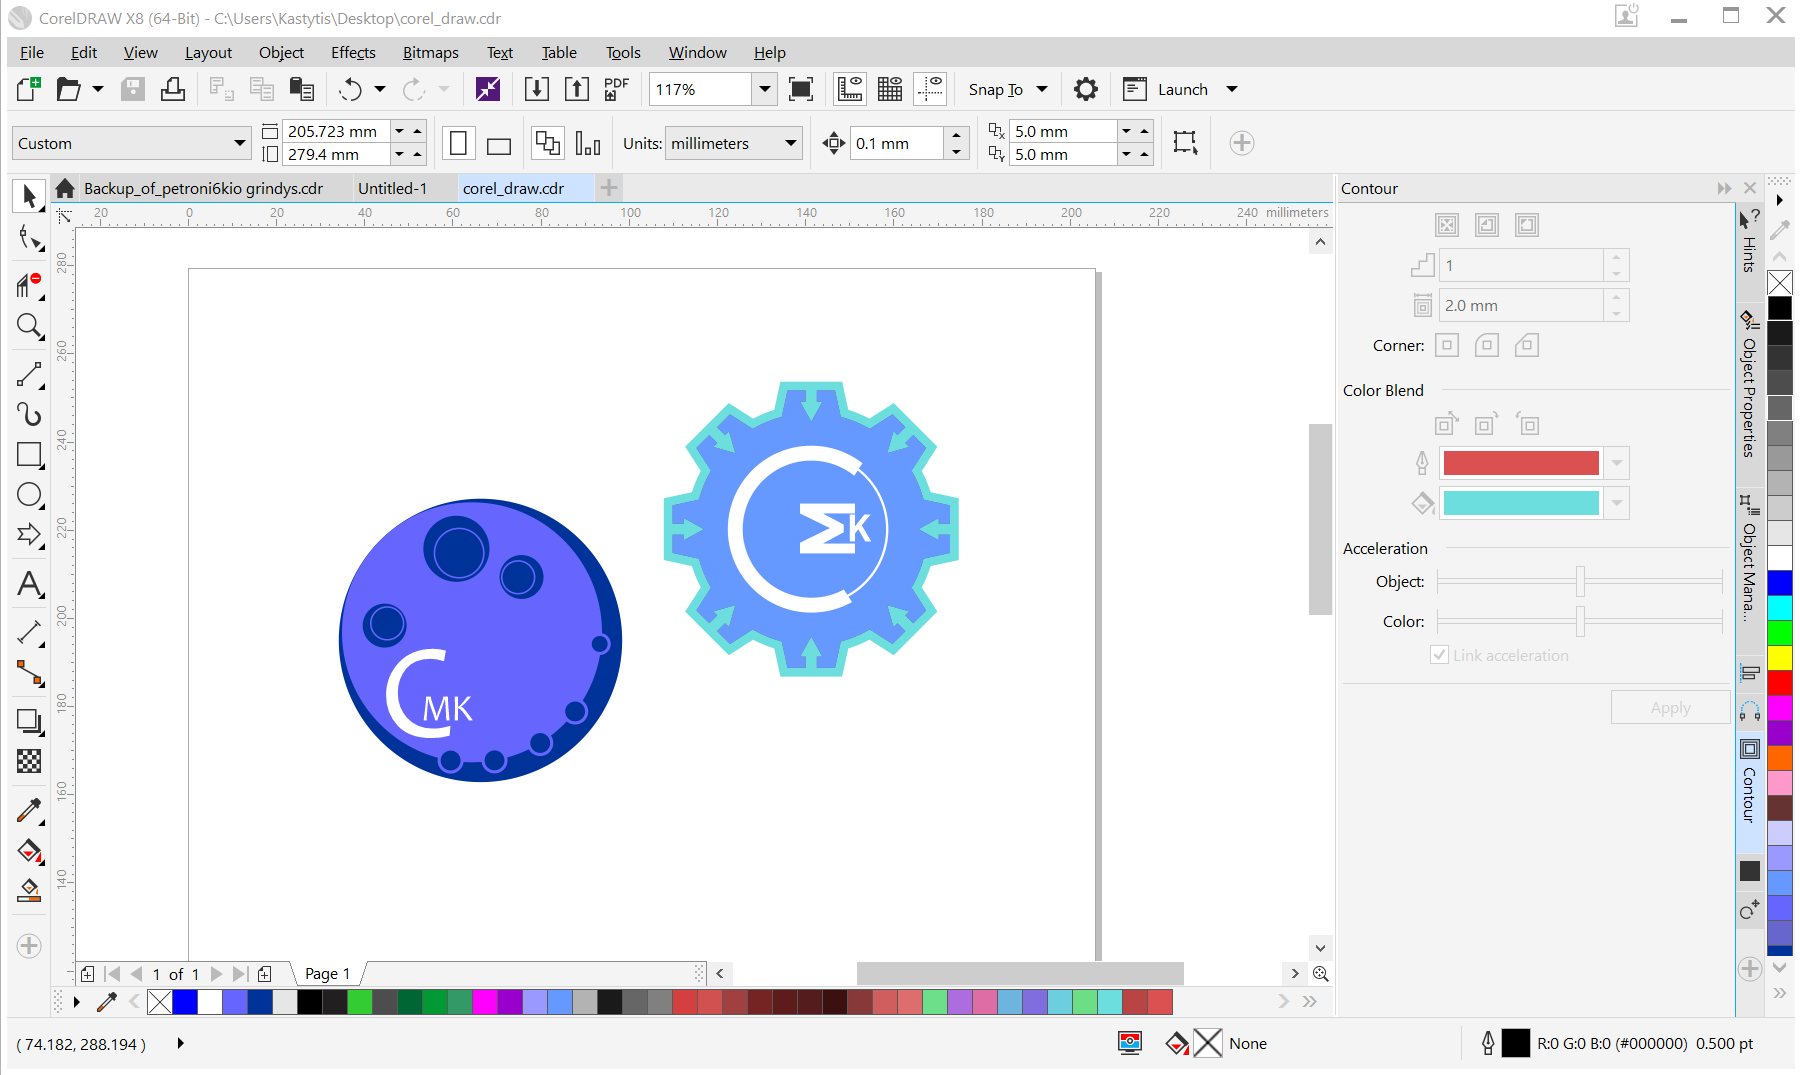 CorelDRAW X8 (64-Bit) - C:\Users\Kastytis\Desktop\corel_draw.cdr
File Edit View Layout Object Effects Bitmaps Text Table Tools Window Help
PDF 117% Snap To Launch
Custom 205.723 mm 279.4 mm Units: millimeters 0.1 mm 5.0 mm 5.0 mm
Backup_of_petroni6kio grindys.cdr Untitled-1 corel_draw.cdr
20 0 20 40 60 80 100 120 140 160 180 200 220 240 millimeters
280
260
240
220
200
180
160
140
C MK
C MK
Contour
1
2.0 mm
Corner:
Color Blend
Acceleration
Object:
Color:
Link acceleration
Apply
Hints
Object Properties
Object Mana...
Contour
1 of 1 Page 1
( 74.182, 288.194 ) None R:0 G:0 B:0 (#000000) 0.500 pt